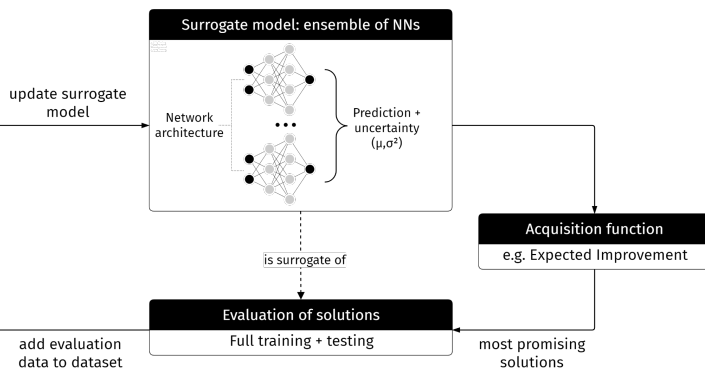 Surrogate model: ensemble of NNs
update surrogate
model
Network
architecture
Prediction +
uncertainty
(μ,σ²)
Acquisition function
e.g. Expected Improvement
is surrogate of
Evaluation of solutions
Full training + testing
add evaluation
data to dataset
most promising
solutions